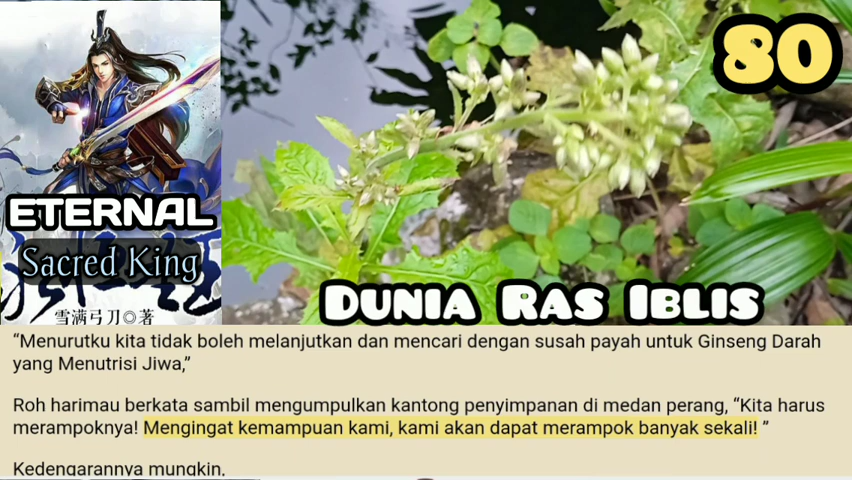 80
ETERNAL
Sacred King
雪满弓刀◎著
DUNIA RAS IBLIS
“Menurutku kita tidak boleh melanjutkan dan mencari dengan susah payah untuk Ginseng Darah
yang Menutrisi Jiwa,”
Roh harimau berkata sambil mengumpulkan kantong penyimpanan di medan perang, “Kita harus
merampoknya! Mengingat kemampuan kami, kami akan dapat merampok banyak sekali! ”
Kedengarannya mungkin.